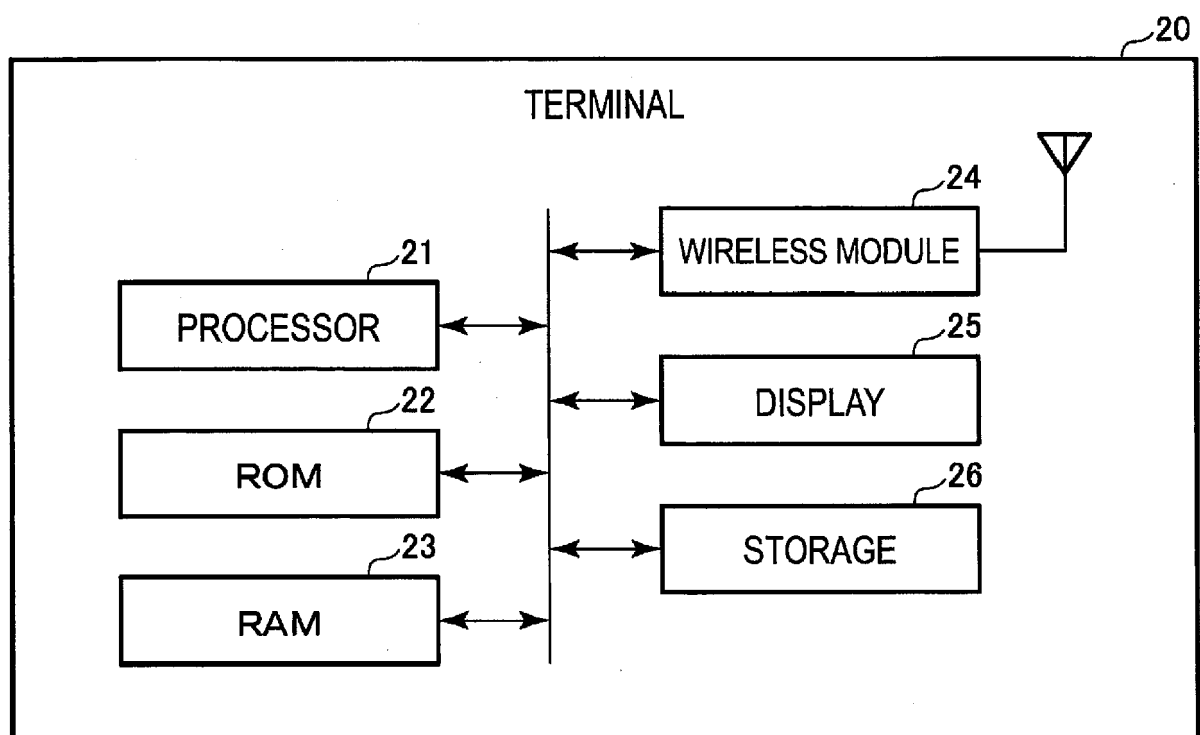 20
TERMINAL
24
WIRELESS MODULE
21
PROCESSOR
25
DISPLAY
22
ROM
26
STORAGE
23
RAM